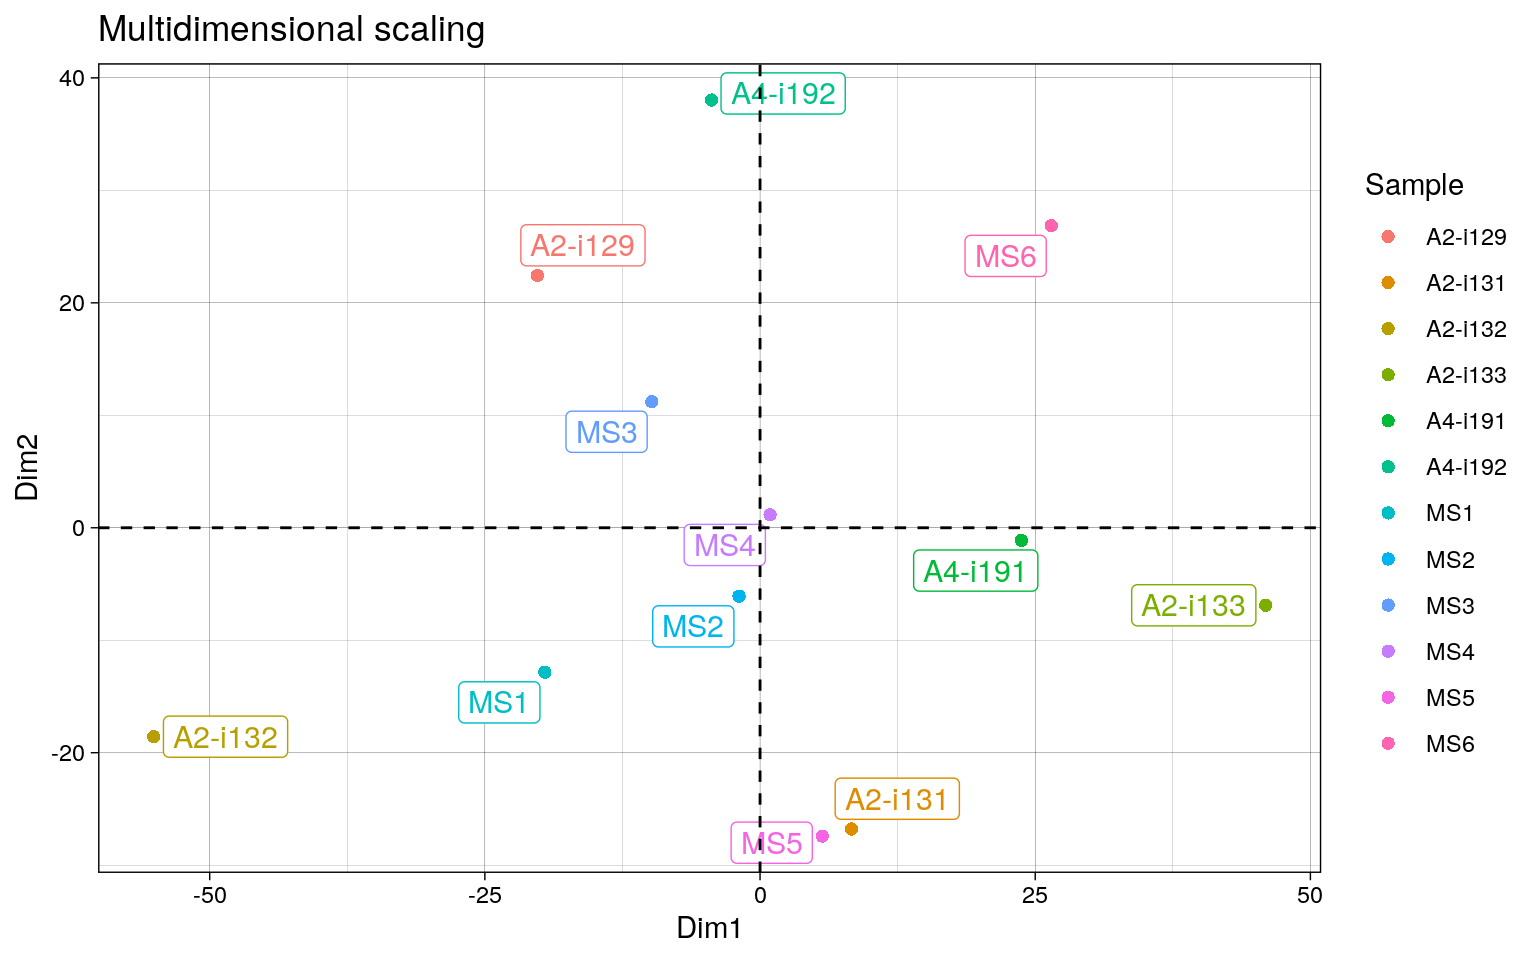 Multidimensional scaling
40
20
0
-20
Dim2
A4-i192
A2-i129
MS6
MS3
MS4
A4-i191
A2-i133
MS2
MS1
A2-i132
A2-i131
MS5
-50
-25
0
25
50
Dim1
Sample
A2-i129
A2-i131
A2-i132
A2-i133
A4-i191
A4-i192
MS1
MS2
MS3
MS4
MS5
MS6